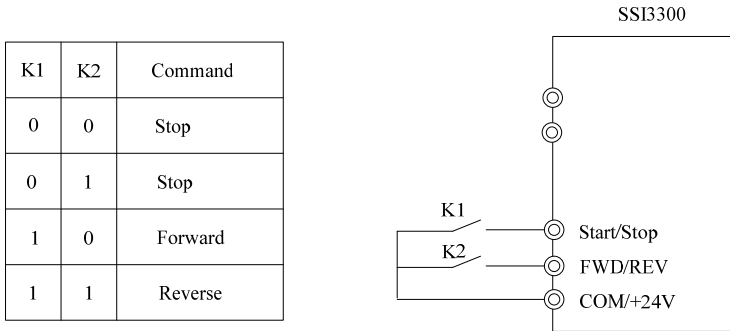 SSI3300
K1 K2 Command
0 0 Stop
0 1 Stop
1 0 Forward
1 1 Reverse
K1
Start/Stop
K2
FWD/REV
COM/+24V